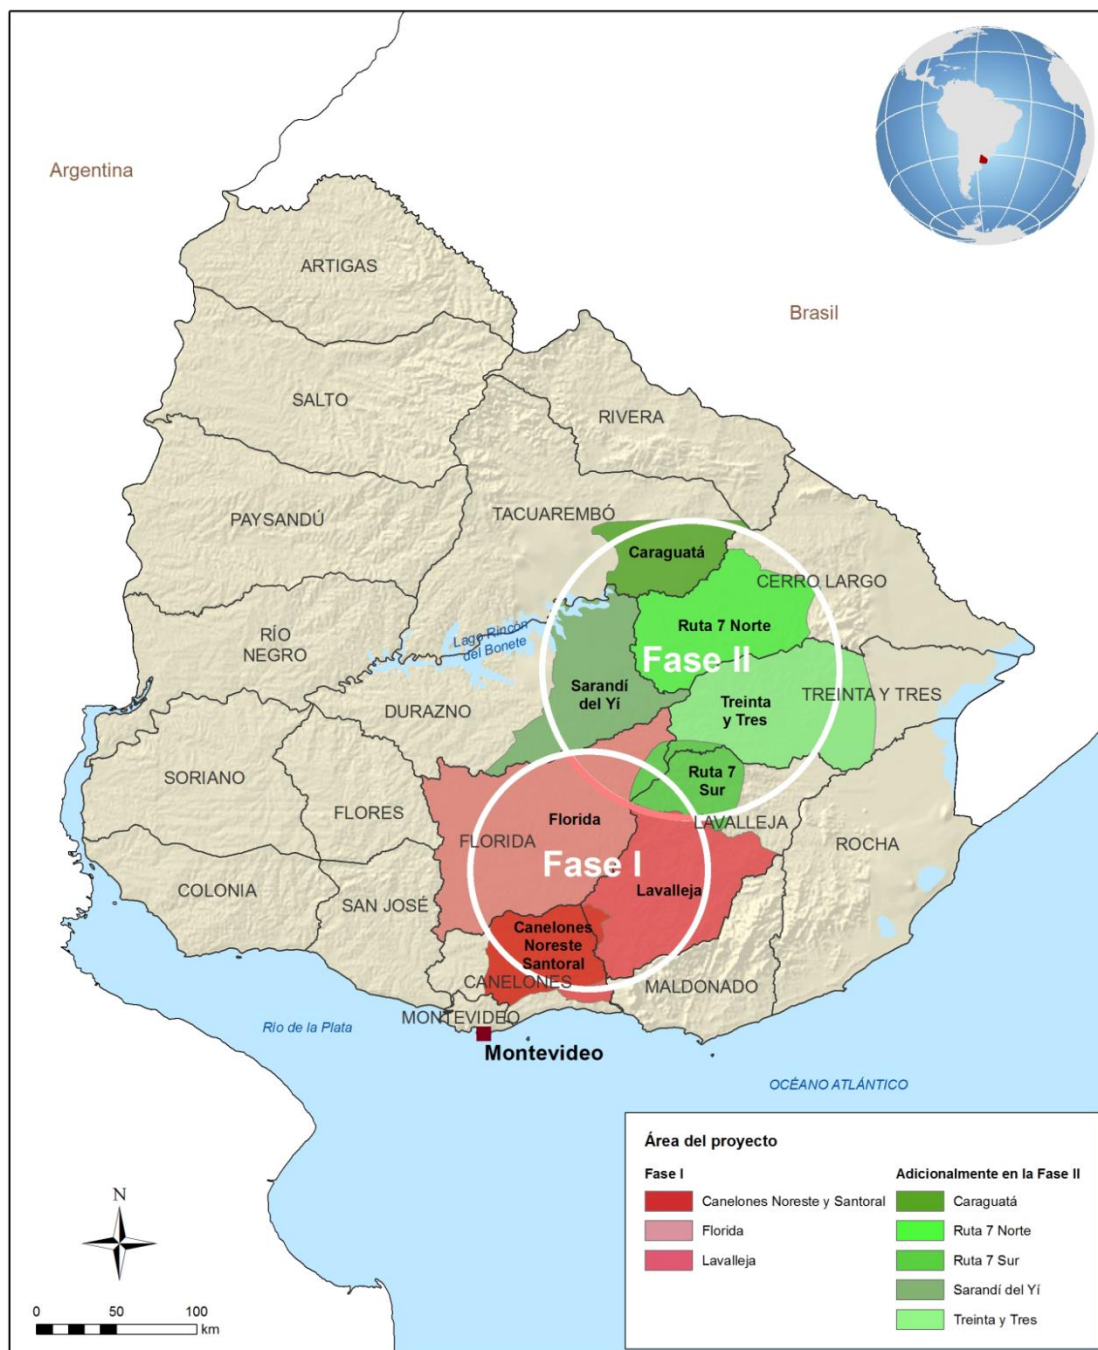 Argentina
Brasil
ARTIGAS
SALTO
RIVERA
PAYSANDÚ
TACUAREMBÓ
Caraguatá
CERRO LARGO
RÍO
NEGRO
Lago Rincón
del Bonete
Ruta 7 Norte
Fase II
Sarandí
del Yí
Treinta
y Tres
TREINTA Y TRES
DURAZNO
SORIANO
FLORES
Ruta 7
Sur
Florida
FLORIDA
LAVALLEJA
ROCHA
Fase I
COLONIA
SAN JOSÉ
Lavalleja
Canelones
Noreste
Santoral
CANELONES
MALDONADO
MONTEVIDEO
Río de la Plata
Montevideo
OCÉANO ATLÁNTICO
Área del proyecto
Fase I
Canelones Noreste y Santoral
Florida
Lavalleja
Adicionalmente en la Fase II
Caraguatá
Ruta 7 Norte
Ruta 7 Sur
Sarandí del Yí
Treinta y Tres
N
0 50 100
km